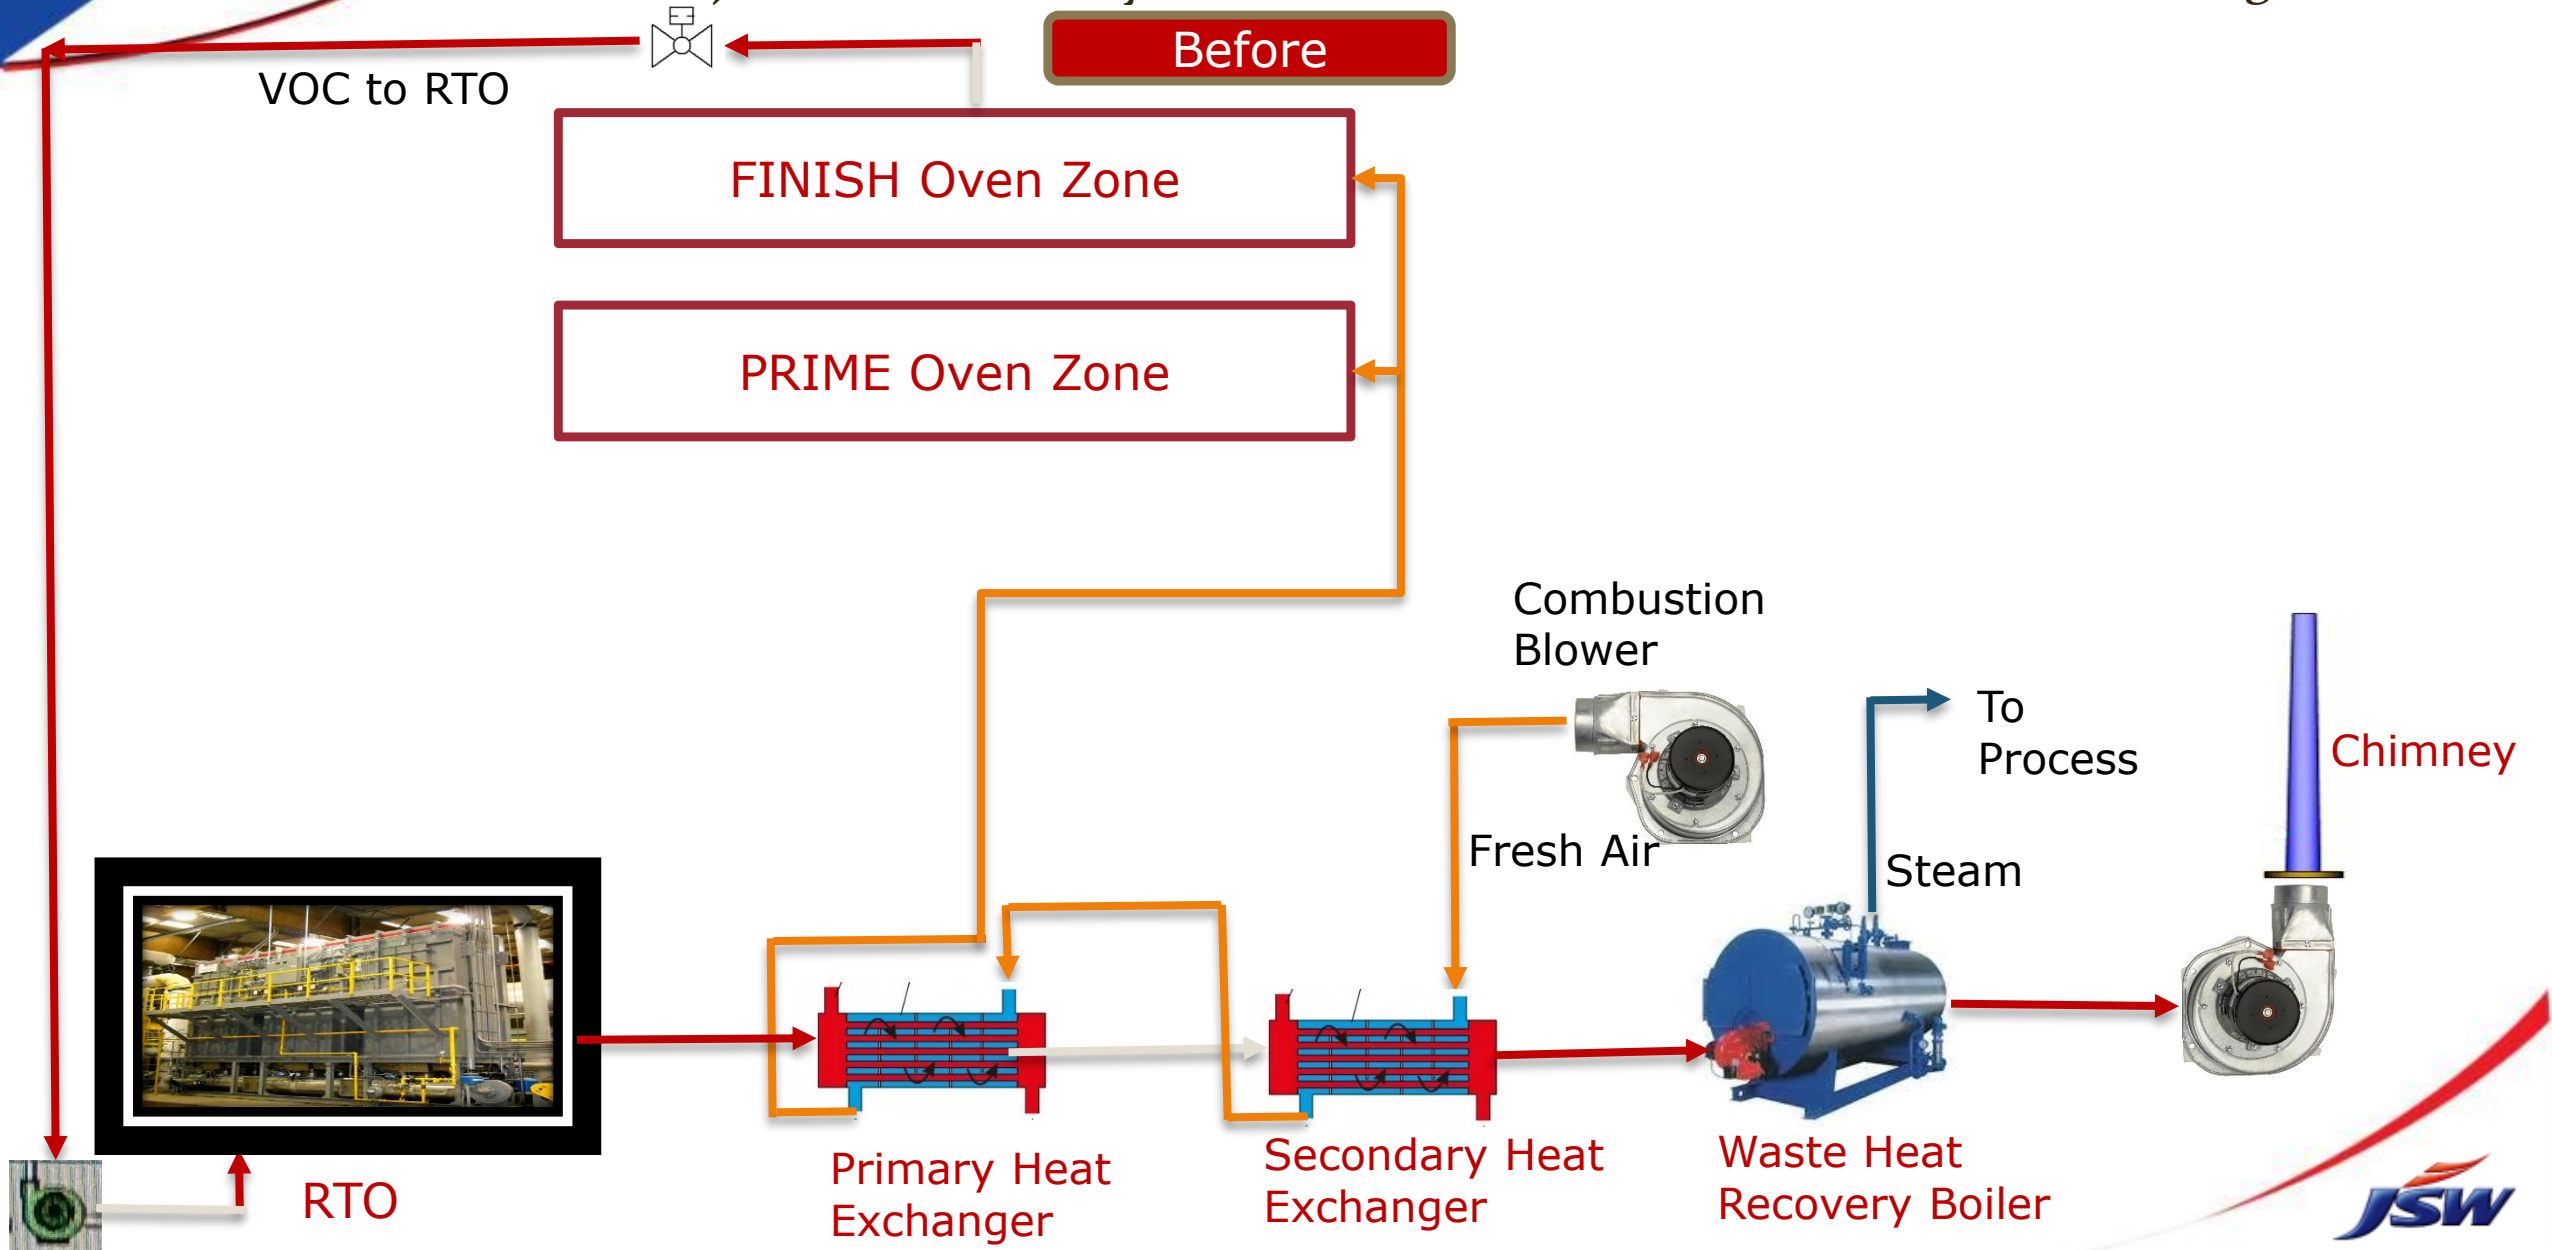 Before
VOC to RTO
FINISH Oven Zone
PRIME Oven Zone
Combustion
Blower
To
Process
Chimney
Fresh Air
Steam
RTO
Primary Heat
Exchanger
Secondary Heat
Exchanger
Waste Heat
Recovery Boiler
JSW